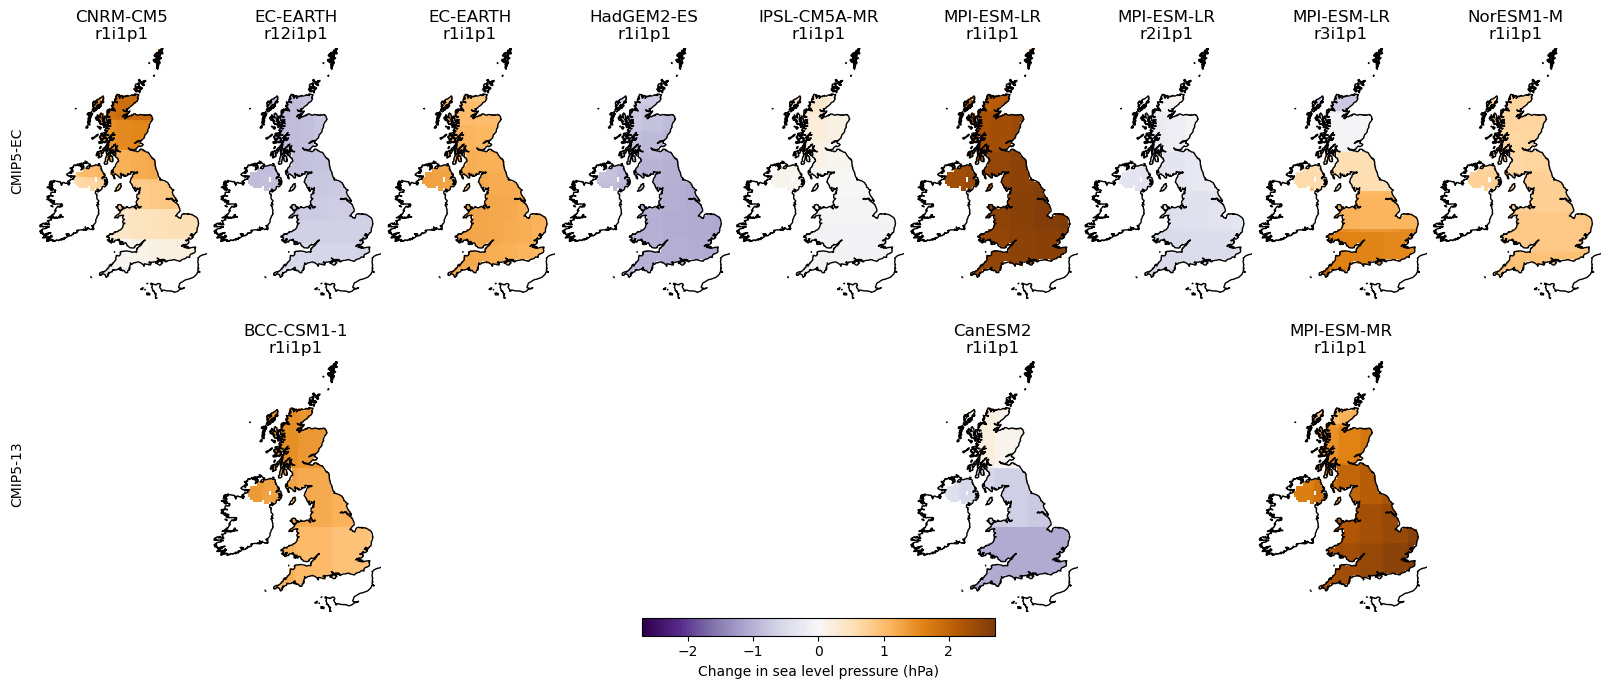 CNRM-CM5
r1i1p1
EC-EARTH
r12i1p1
EC-EARTH
r1i1p1
HadGEM2-ES
r1i1p1
IPSL-CM5A-MR
r1i1p1
MPI-ESM-LR
r1i1p1
MPI-ESM-LR
r2i1p1
MPI-ESM-LR
r3i1p1
NorESM1-M
r1i1p1
CMIP5-EC
BCC-CSM1-1
r1i1p1
CanESM2
r1i1p1
MPI-ESM-MR
r1i1p1
CMIP5-13
−2 −1 0 1 2
Change in sea level pressure (hPa)